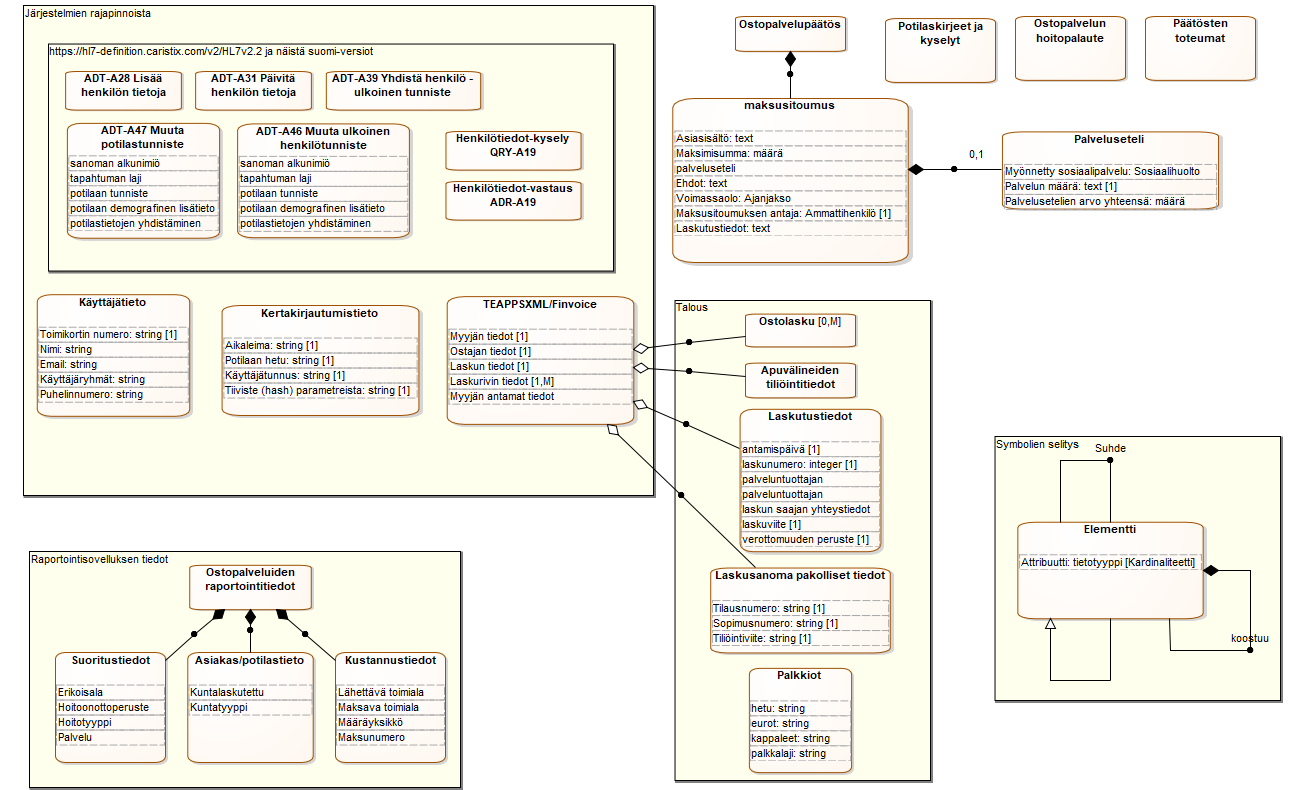 Järjestelmien rajapinnoista
https://hl7-definition.caristix.com/v2/HL7v2.2 ja näistä suomi-versiot
ADT-A28 Lisää
henkilön tietoja
ADT-A31 Päivitä
henkilön tietoja
ADT-A39 Yhdistä henkilö -
ulkoinen tunniste
ADT-A47 Muuta
potilastunniste
sanoman alkunimiö
tapahtuman laji
potilaan tunniste
potilaan demografinen lisätieto
potilastietojen yhdistäminen
ADT-A46 Muuta ulkoinen
henkilötunniste
sanoman alkunimiö
tapahtuman laji
potilaan tunniste
potilaan demografinen lisätieto
potilastietojen yhdistäminen
Henkilötiedot-kysely
QRY-A19
Henkilötiedot-vastaus
ADR-A19
Käyttäjätieto
Toimikortin numero: string [1]
Nimi: string
Email: string
Käyttäjäryhmät: string
Puhelinnumero: string
Kertakirjautumistieto
Aikaleima: string [1]
Potilaan hetu: string [1]
Käyttäjätunnus: string [1]
Tiiviste (hash) parametreista: string [1]
TEAPPSXML/Finvoice
Myyjän tiedot [1]
Ostajan tiedot [1]
Laskun tiedot [1]
Laskurivin tiedot [1,M]
Myyjän antamat tiedot
Ostopalvelupäätös
Potilaskirjeet ja
kyselyt
Ostopalvelun
hoitopalaute
Päätösten
toteumat
maksusitoumus
Asiasisältö: text
Maksimisumma: määrä
palveluseteli
Ehdot: text
Voimassaolo: Ajanjakso
Maksusitoumuksen antaja: Ammattihenkilö [1]
Laskutustiedot: text
0,1
Palveluseteli
Myönnetty sosiaalipalvelu: Sosiaalihuolto
Palvelun määrä: text [1]
Palvelusetelien arvo yhteensä: määrä
Talous
Ostolasku [0,M]
Apuvälineiden
tiliöintitiedot
Laskutustiedot
antamispäivä [1]
laskunumero: integer [1]
palveluntuottajan
palveluntuottajan
laskun saajan yhteystiedot
laskuviite [1]
verottomuuden peruste [1]
Laskusanoma pakolliset tiedot
Tilausnumero: string [1]
Sopimusnumero: string [1]
Tiliöintiviite: string [1]
Palkkiot
hetu: string
eurot: string
kappaleet: string
palkkalaji: string
Symbolien selitys
Suhde
Elementti
Attribuutti: tietotyyppi [Kardinaliteetti]
koostuu
Raportointisovelluksen tiedot
Ostopalveluiden
raportointitiedot
Suoritustiedot
Erikoisala
Hoitoonottoperuste
Hoitotyyppi
Palvelu
Asiakas/potilastieto
Kuntalaskutettu
Kuntatyyppi
Kustannustiedot
Lähettävä toimiala
Maksava toimiala
Määräyksikkö
Maksunumero